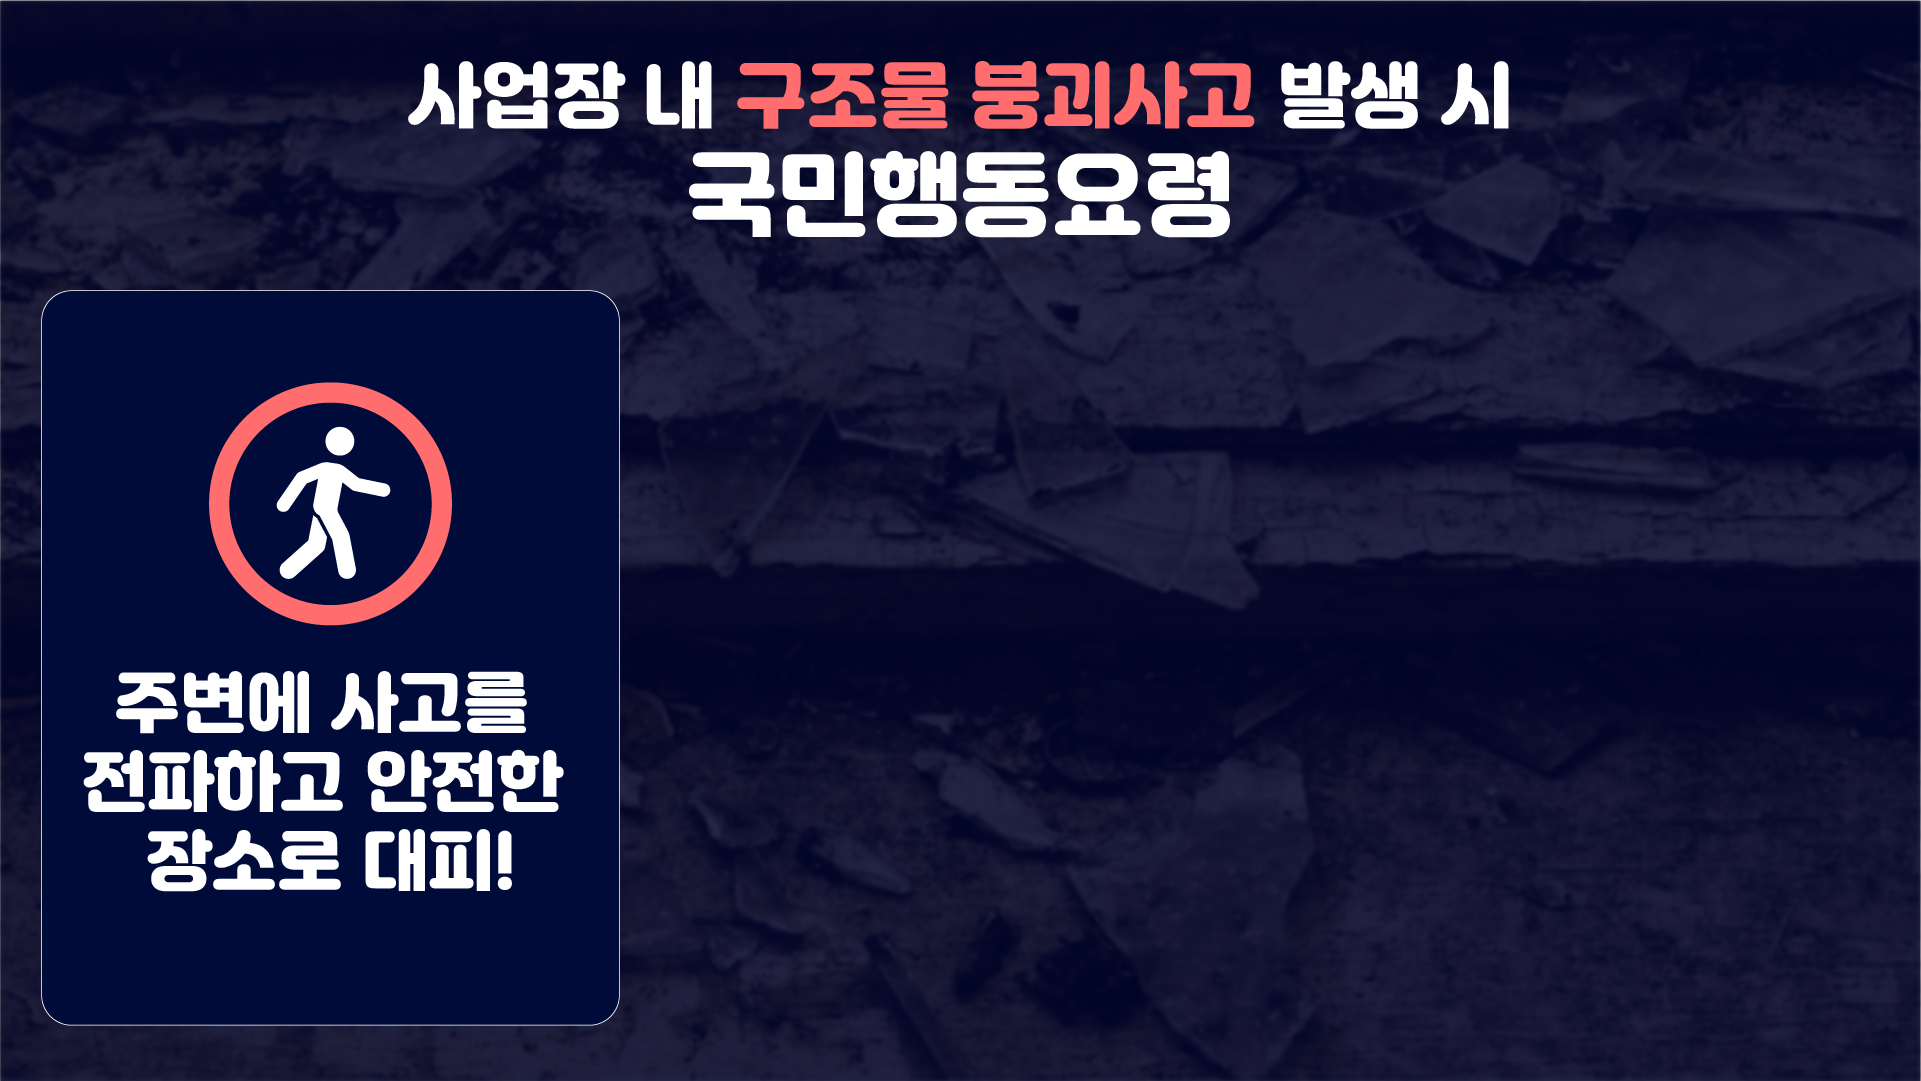 사업장 내 구조물 붕괴사고 발생 시
국민행동요령
주변에 사고를
전파하고 안전한
장소로 대피!